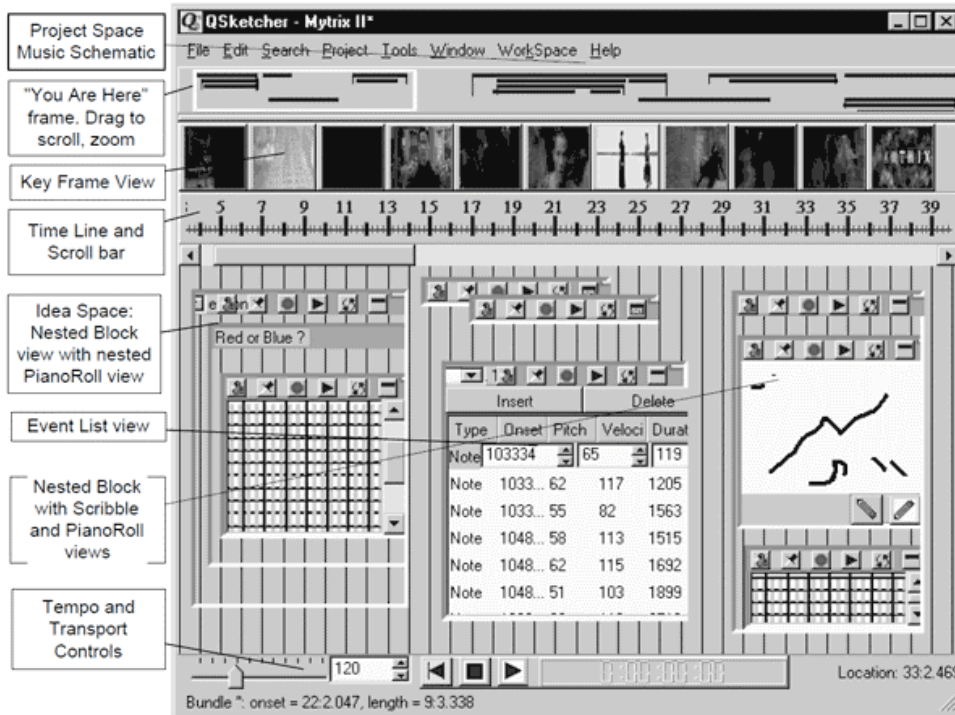 QSketcher - Mytrix II*
File Edit Search Project Tools Window WorkSpace Help
Project Space
Music Schematic
"You Are Here"
frame. Drag to
scroll, zoom
Key Frame View
Time Line and
Scroll bar
5 7 9 11 13 15 17 19 21 23 25 27 29 31 33 35 37 39
Idea Space:
Nested Block
view with nested
PianoRoll view
Red or Blue ?
Event List view
Insert Delete
Type Onset Pitch Veloci Durat
Note 103334 65 119
Note 1033... 62 117 1205
Note 1033... 55 82 1563
Note 1048... 58 113 1515
Note 1048... 62 115 1692
Note 1048... 51 103 1899
Nested Block
with Scribble
and PianoRoll
views
Tempo and
Transport
Controls
120
0:00:00:00
Location: 33:2.469
Bundle ": onset = 22:2.047, length = 9:3.338